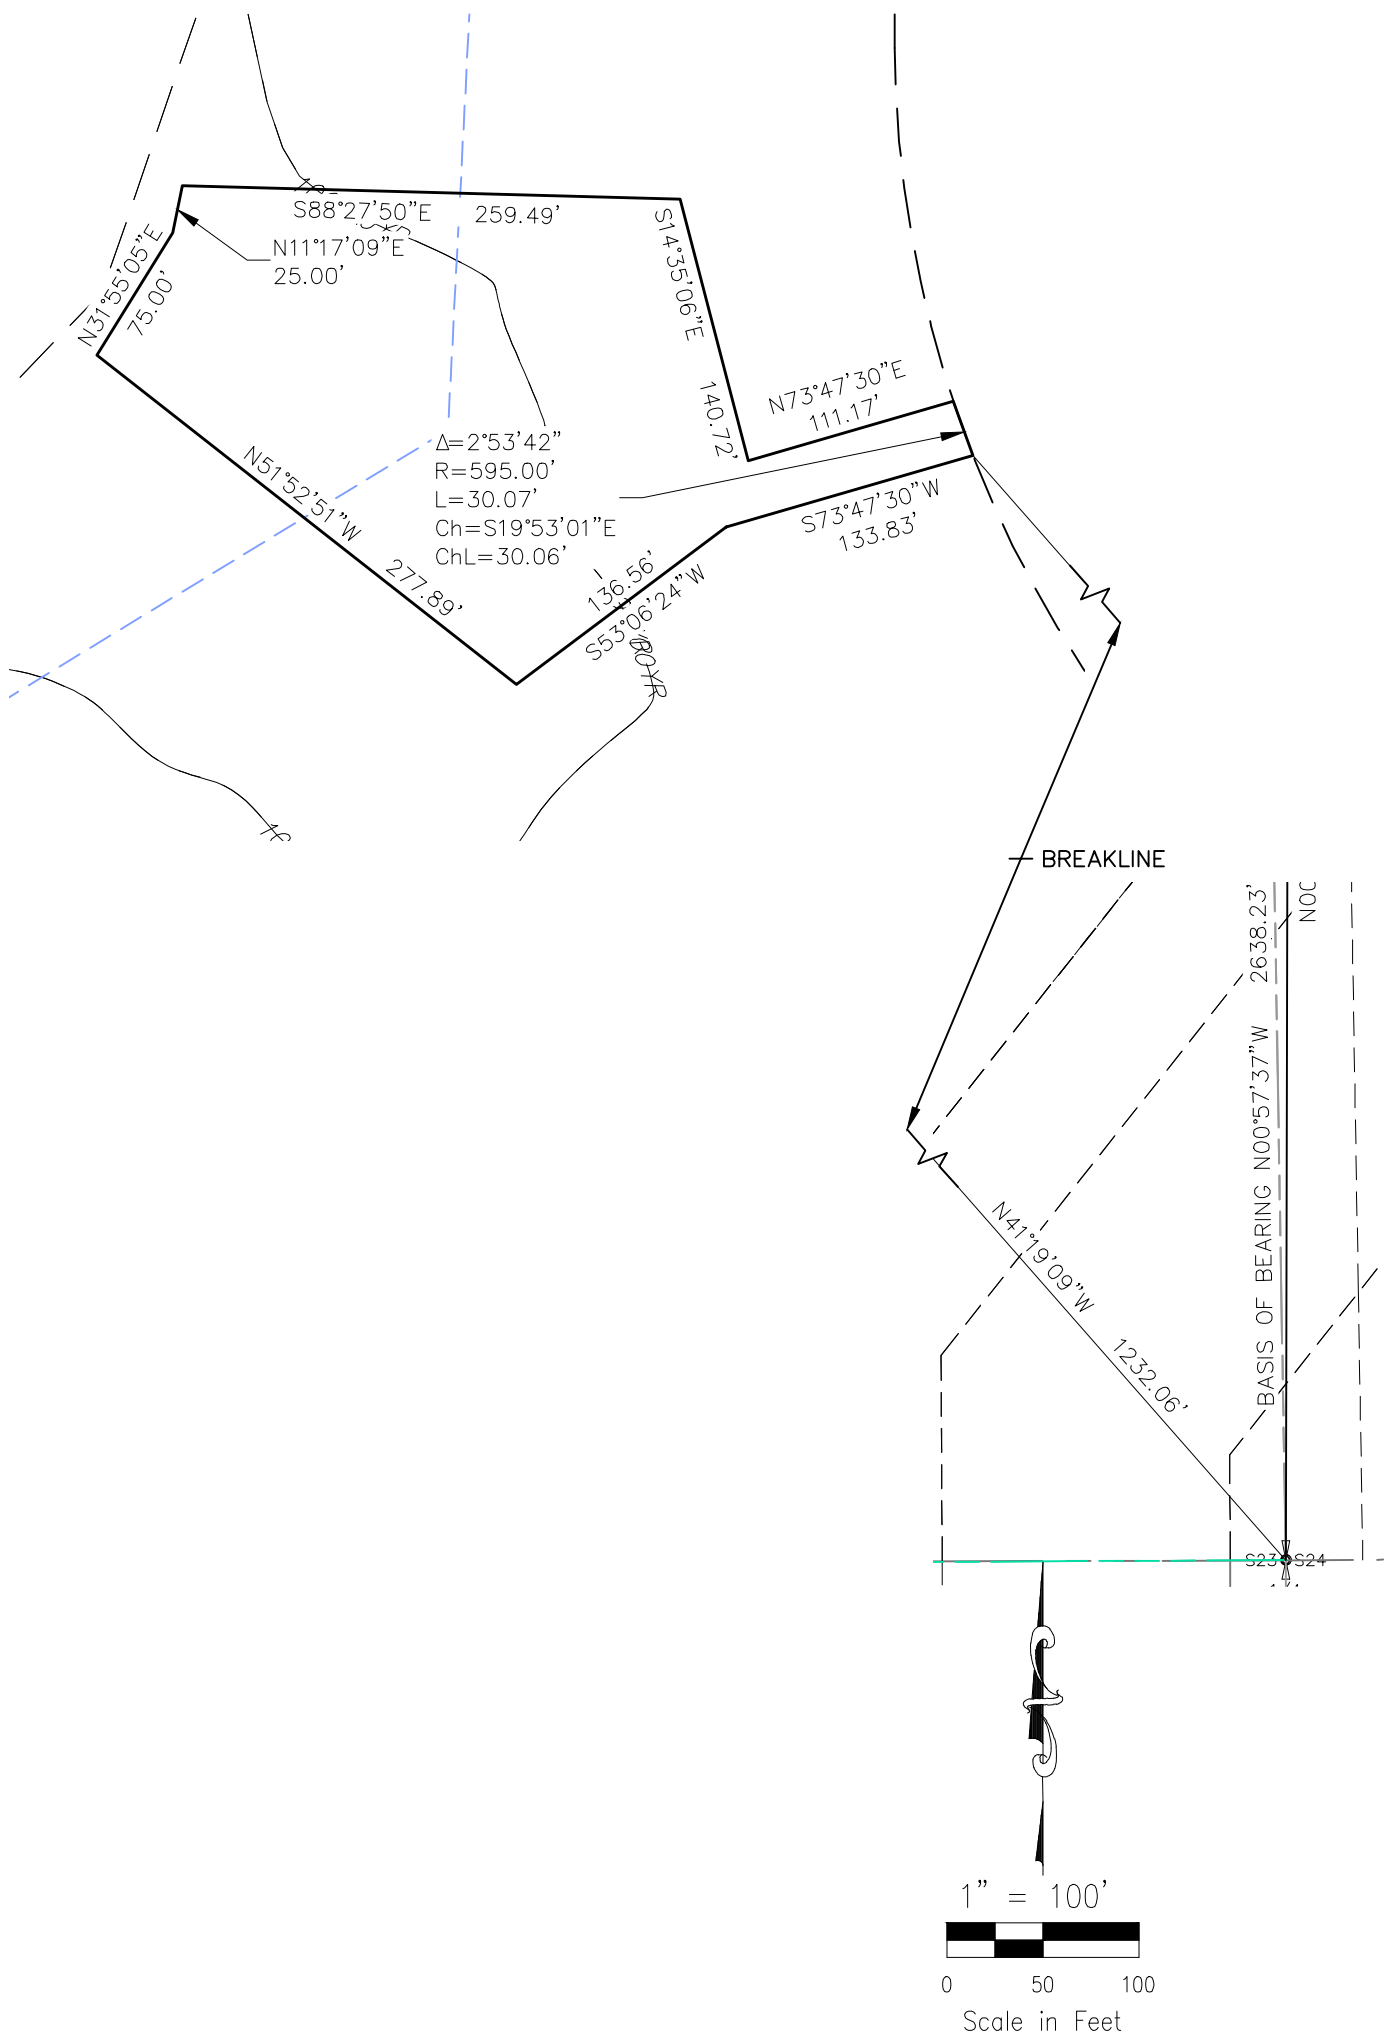 S88°27'50"E 259.49'
N11°17'09"E
25.00'
N31°55'05"E
75.00'
S14°35'06"E 140.72'
N73°47'30"E
111.17'
Δ=2°53'42"
R=595.00'
L=30.07'
Ch=S19°53'01"E
ChL=30.06'
N51°52'51"W 277.89'
S73°47'30"W
133.83'
136.56'
S53°06'24"W
BREAKLINE
2638.23'
N00
BASIS OF BEARING N00°57'37"W
N41°19'09"W 1232.06'
S23 S24
1" = 100'
0 50 100
Scale in Feet